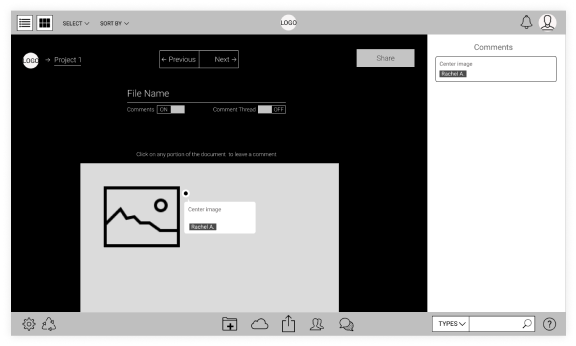 SELECT
SORT BY
LOGO
LOGO
→ Project 1
← Previous
Next →
Share
File Name
Comments ON
Comment Thread OFF
Click on any portion of the document to leave a comment
Center image
Rachel A.
Comments
Center image
Rachel A.
TYPES
?